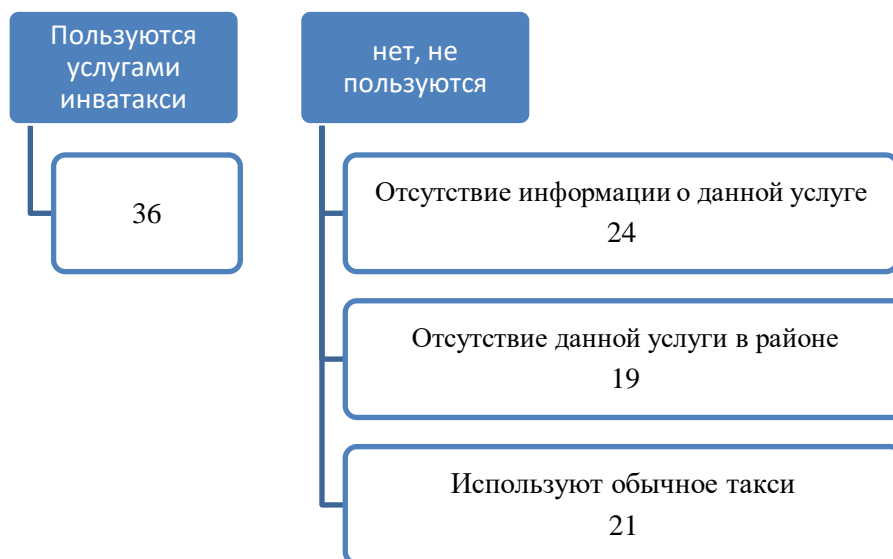 Пользуются
услугами
инватакси
36
нет, не
пользуются
Отсутствие информации о данной услуге
24
Отсутствие данной услуги в районе
19
Используют обычное такси
21